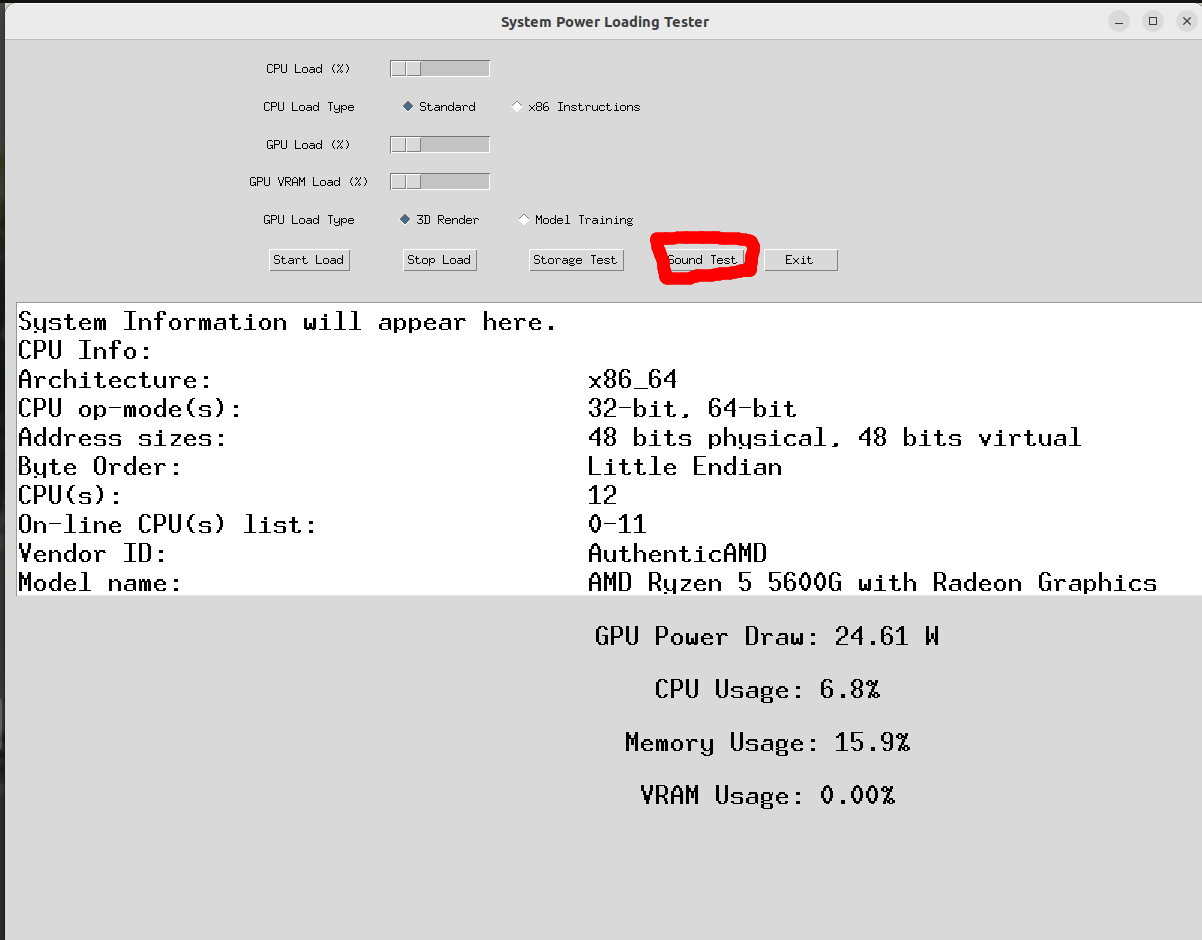 System Power Loading Tester
CPU Load (%)
CPU Load Type Standard x86 Instructions
GPU Load (%)
GPU VRAM Load (%)
GPU Load Type 3D Render Model Training
Start Load Stop Load Storage Test Sound Test Exit
System Information will appear here.
CPU Info:
Architecture: x86_64
CPU op-mode(s): 32-bit, 64-bit
Address sizes: 48 bits physical, 48 bits virtual
Byte Order: Little Endian
CPU(s): 12
On-line CPU(s) list: 0-11
Vendor ID: AuthenticAMD
Model name: AMD Ryzen 5 5600G with Radeon Graphics
GPU Power Draw: 24.61 W
CPU Usage: 6.8%
Memory Usage: 15.9%
VRAM Usage: 0.00%